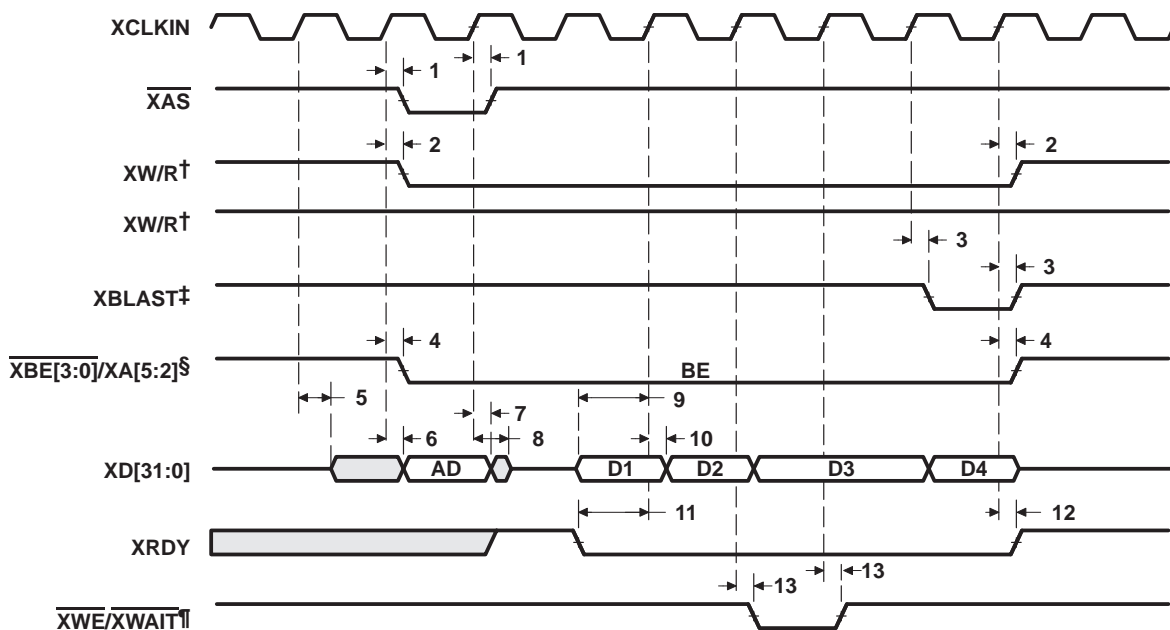 XCLKIN
1 1
XAS
2 2
XW/R†
XW/R†
3
3
XBLAST‡
4 4
XBE[3:0]/XA[5:2]§
BE
5 9
7
6 8 10
XD[31:0]
AD D1 D2 D3 D4
11 12
XRDY
13 13
XWE/XWAIT¶